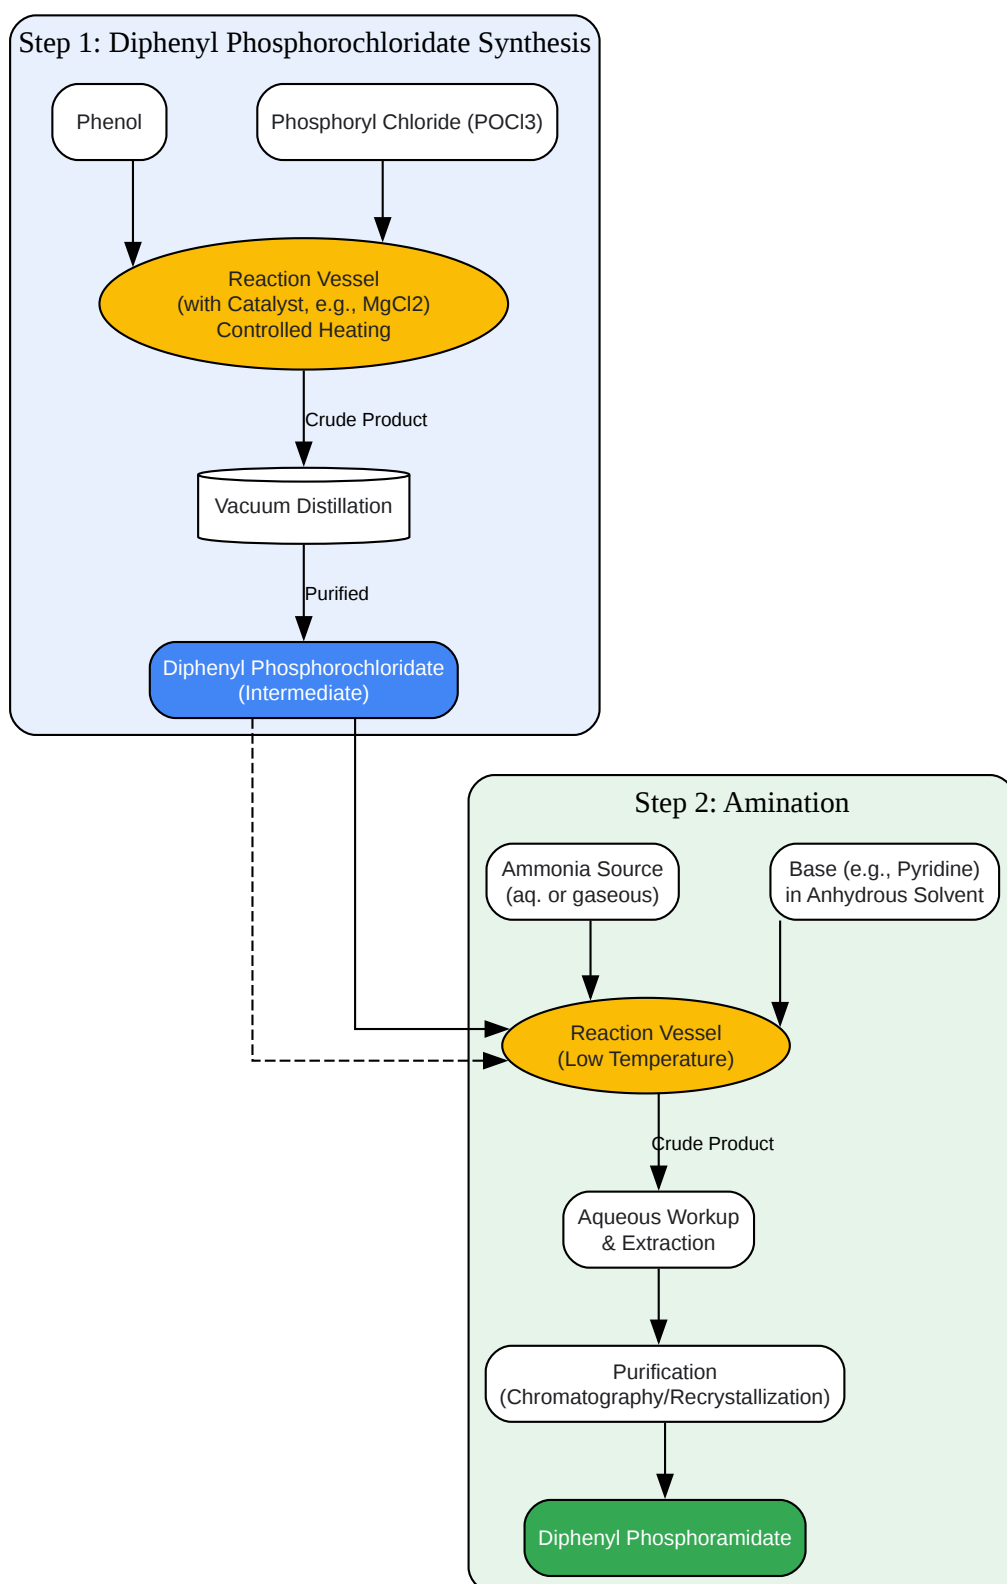 Step 1: Diphenyl Phosphorochloridate Synthesis
Phenol
Phosphoryl Chloride (POCl3)
Reaction Vessel
(with Catalyst, e.g., MgCl2)
Controlled Heating
Crude Product
Vacuum Distillation
Purified
Diphenyl Phosphorochloridate
(Intermediate)
Step 2: Amination
Ammonia Source
(aq. or gaseous)
Base (e.g., Pyridine)
in Anhydrous Solvent
Reaction Vessel
(Low Temperature)
Crude Product
Aqueous Workup
& Extraction
Purification
(Chromatography/Recrystallization)
Diphenyl Phosphoramidate